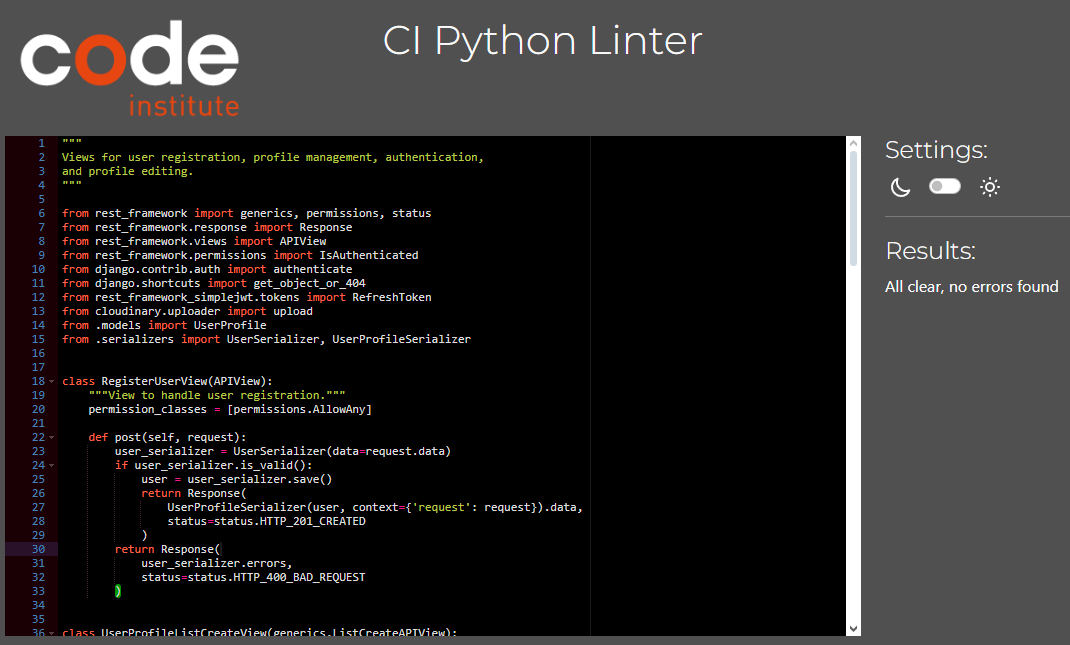 code
institute
CI Python Linter
1 """
2 Views for user registration, profile management, authentication,
3 and profile editing.
4 """
5
6 from rest_framework import generics, permissions, status
7 from rest_framework.response import Response
8 from rest_framework.views import APIView
9 from rest_framework.permissions import IsAuthenticated
10 from django.contrib.auth import authenticate
11 from django.shortcuts import get_object_or_404
12 from rest_framework_simplejwt.tokens import RefreshToken
13 from cloudinary.uploader import upload
14 from .models import UserProfile
15 from .serializers import UserSerializer, UserProfileSerializer
16
17
18 class RegisterUserView(APIView):
19     """View to handle user registration."""
20     permission_classes = [permissions.AllowAny]
21
22     def post(self, request):
23         user_serializer = UserSerializer(data=request.data)
24         if user_serializer.is_valid():
25             user = user_serializer.save()
26             return Response(
27                 UserProfileSerializer(user, context={'request': request}).data,
28                 status=status.HTTP_201_CREATED
29             )
30         return Response(
31             user_serializer.errors,
32             status=status.HTTP_400_BAD_REQUEST
33         )
34
35
36 class UserProfileListCreateView(generics.ListCreateAPIView):
Settings:
Results:
All clear, no errors found